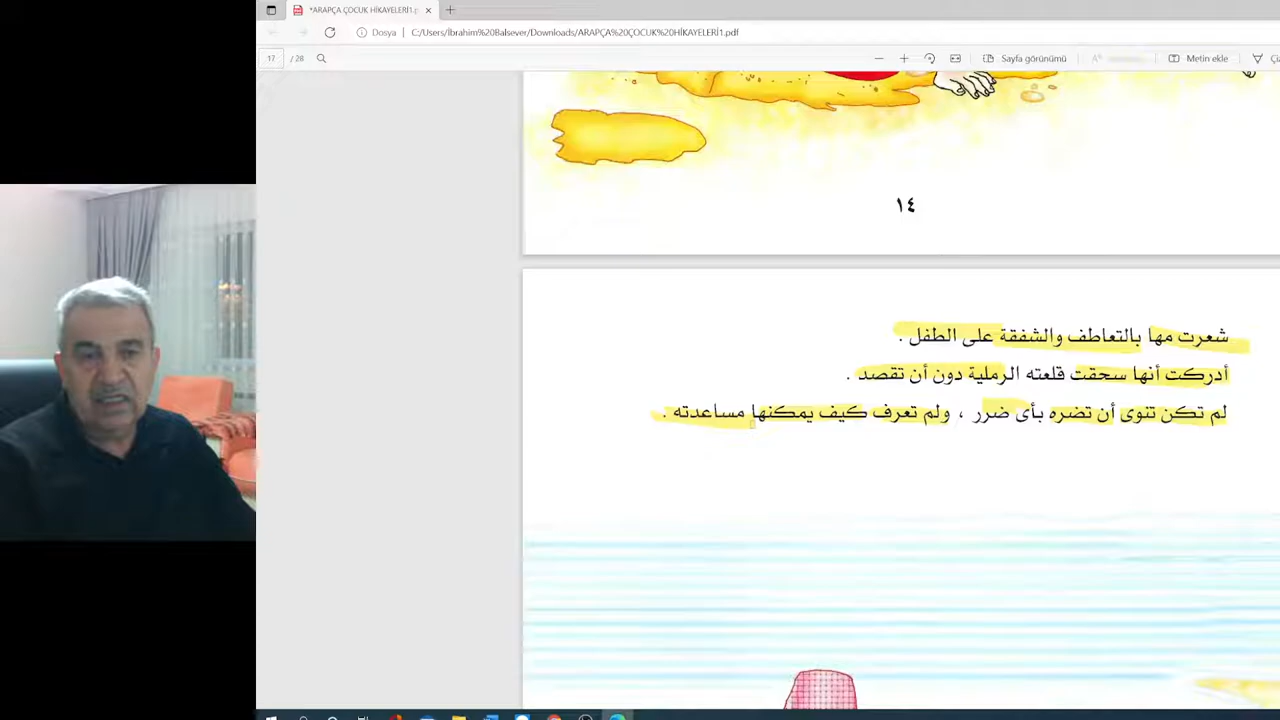 *ARAPÇA ÇOCUK HİKAYELERİ1.p
Dosya
C:/Users/İbrahim%20Balsever/Downloads/ARAPÇA%20ÇOCUK%20HİKAYELERİ1.pdf
17 / 28
Sayfa görünümü
Metin ekle
١٤
شعرت مها بالتعاطف والشفقة على الطفل .
أدركت أنها سحقت قلعته الرملية دون أن تقصد .
لم تكن تنوى أن تضره بأى ضرر ، ولم تعرف كيف يمكنها مساعدته .